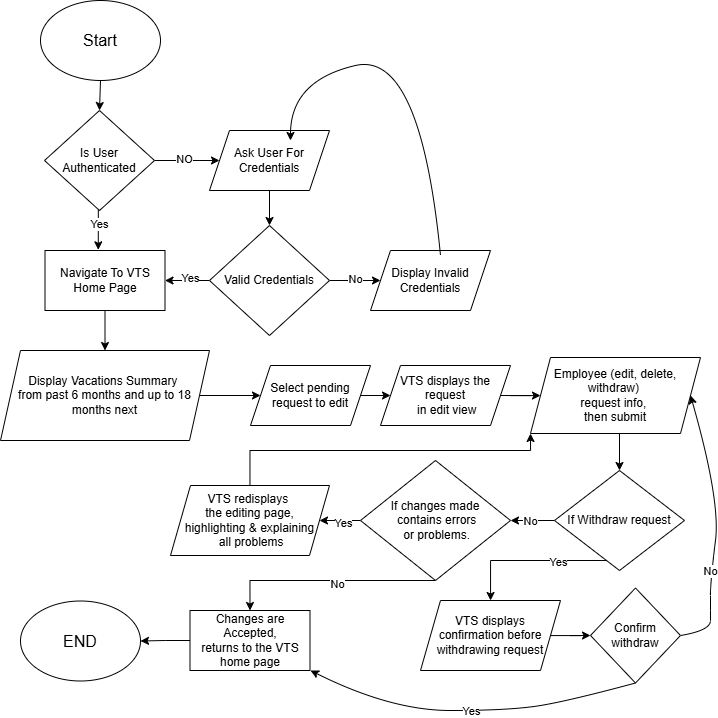 Start
Is User
Authenticated
NO
Ask User For
Credentials
Yes
Navigate To VTS
Home Page
Yes
Valid Credentials
No
Display Invalid
Credentials
Display Vacations Summary
from past 6 months and up to 18
months next
Select pending
request to edit
VTS displays the
request
in edit view
Employee (edit, delete,
withdraw)
request info,
then submit
VTS redisplays
the editing page,
highlighting & explaining
all problems
Yes
If changes made
contains errors
or problems.
No
If Withdraw request
Yes
No
No
END
Changes are
Accepted,
returns to the VTS
home page
VTS displays
confirmation before
withdrawing request
Confirm
withdraw
Yes